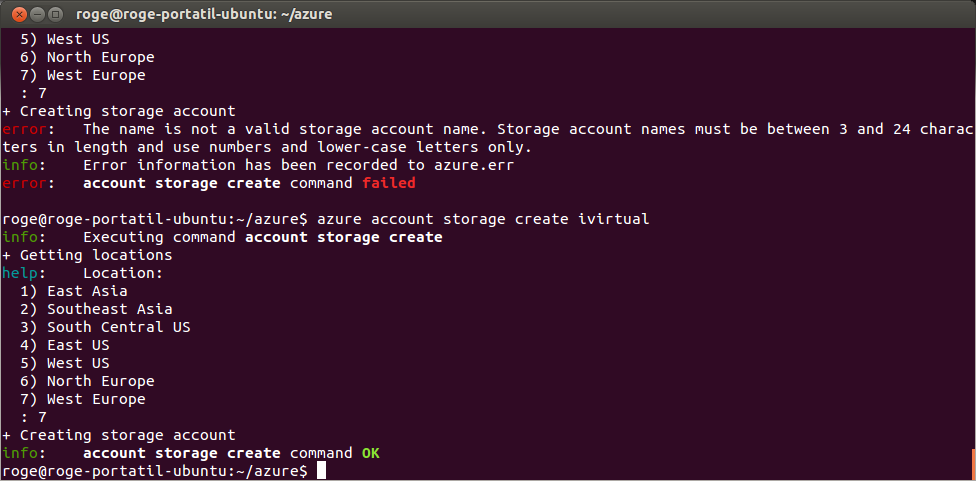 roge@roge-portatil-ubuntu: ~/azure
5) West US
6) North Europe
7) West Europe
: 7
+ Creating storage account
error:   The name is not a valid storage account name. Storage account names must be between 3 and 24 charac
ters in length and use numbers and lower-case letters only.
info:    Error information has been recorded to azure.err
error:   account storage create command failed
roge@roge-portatil-ubuntu:~/azure$ azure account storage create ivirtual
info:    Executing command account storage create
+ Getting locations
help:    Location:
1) East Asia
2) Southeast Asia
3) South Central US
4) East US
5) West US
6) North Europe
7) West Europe
: 7
+ Creating storage account
info:    account storage create command OK
roge@roge-portatil-ubuntu:~/azure$